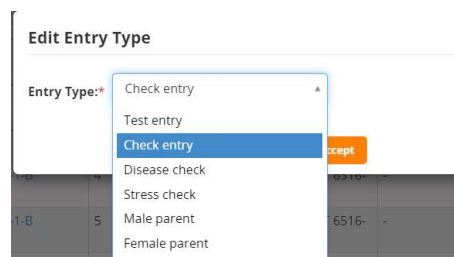 Edit Entry Type
Entry Type:* Check entry
Test entry
Check entry
Disease check
Stress check
Male parent
Female parent
-1-B 4 6516- -
-1-B 5 6516- -